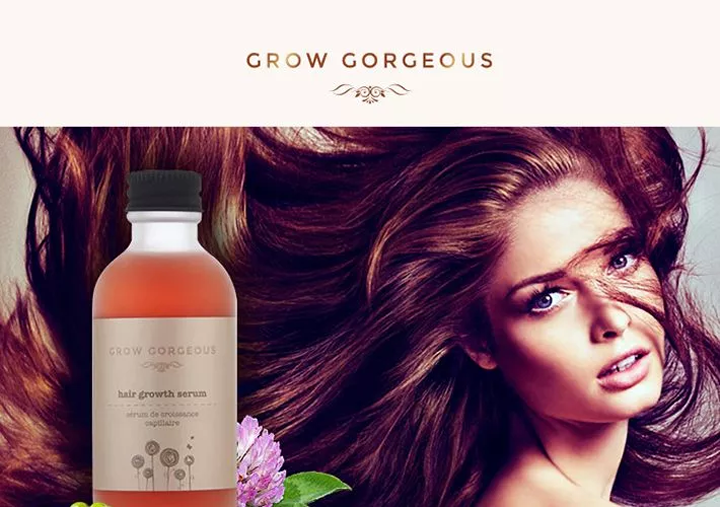 GROW GORGEOUS
GROW GORGEOUS
hair growth serum
sérum de croissance
capillaire